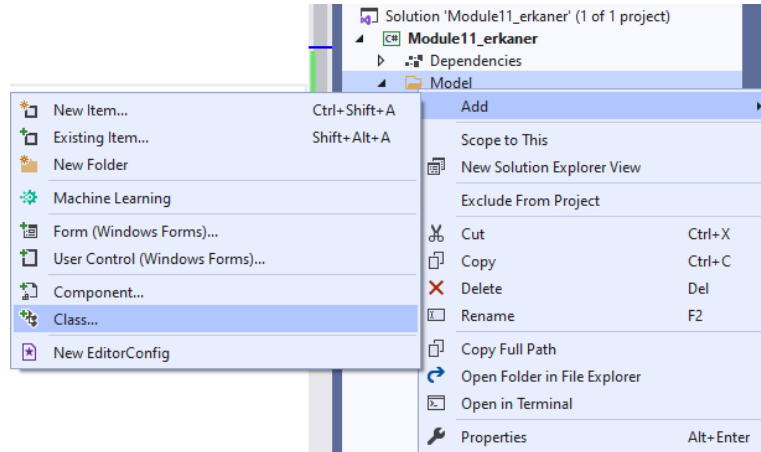 Solution 'Module11_erkaner' (1 of 1 project)
C# Module11_erkaner
Dependencies
Model
New Item... Ctrl+Shift+A
Existing Item... Shift+Alt+A
New Folder
Machine Learning
Form (Windows Forms)...
User Control (Windows Forms)...
Component...
Class...
New EditorConfig
Add
Scope to This
New Solution Explorer View
Exclude From Project
Cut Ctrl+X
Copy Ctrl+C
Delete Del
Rename F2
Copy Full Path
Open Folder in File Explorer
Open in Terminal
Properties Alt+Enter